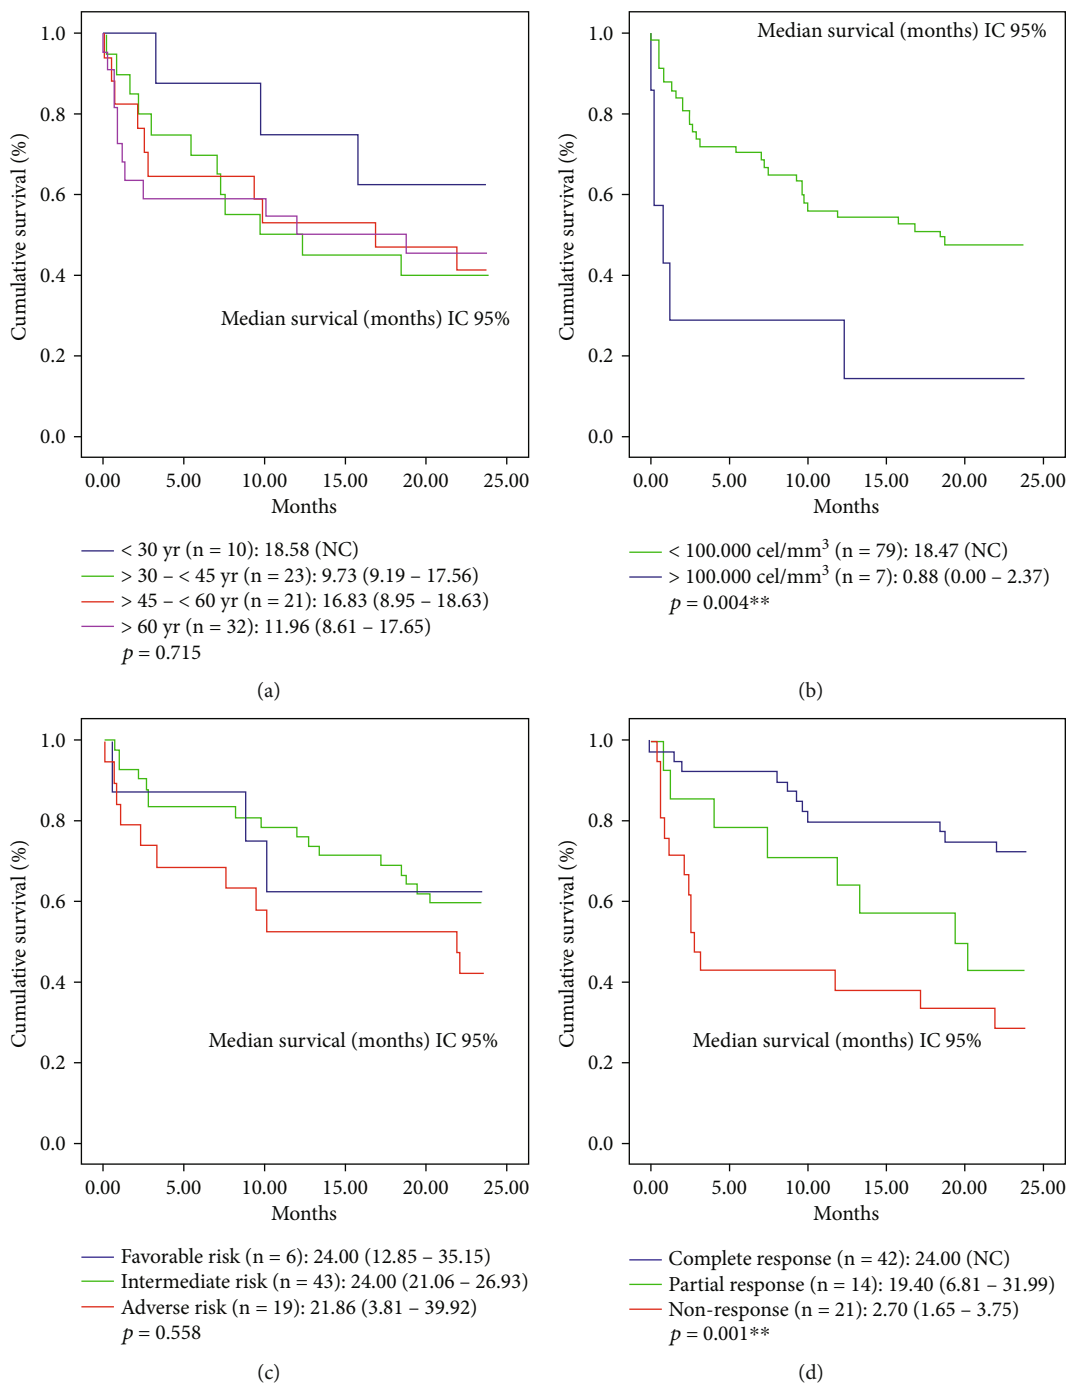 Cumulative survival (%)
1.0
0.8
0.6
0.4
0.2
0.0
Median survical (months) IC 95%
0.00 5.00 10.00 15.00 20.00 25.00
Months
< 30 yr (n = 10): 18.58 (NC)
> 30 – < 45 yr (n = 23): 9.73 (9.19 – 17.56)
> 45 – < 60 yr (n = 21): 16.83 (8.95 – 18.63)
> 60 yr (n = 32): 11.96 (8.61 – 17.65)
p = 0.715
(a)
Median survical (months) IC 95%
Cumulative survival (%)
1.0
0.8
0.6
0.4
0.2
0.0
0.00 5.00 10.00 15.00 20.00 25.00
Months
< 100.000 cel/mm³ (n = 79): 18.47 (NC)
> 100.000 cel/mm³ (n = 7): 0.88 (0.00 – 2.37)
p = 0.004**
(b)
Cumulative survival (%)
1.0
0.8
0.6
0.4
0.2
0.0
Median survical (months) IC 95%
0.00 5.00 10.00 15.00 20.00 25.00
Months
Favorable risk (n = 6): 24.00 (12.85 – 35.15)
Intermediate risk (n = 43): 24.00 (21.06 – 26.93)
Adverse risk (n = 19): 21.86 (3.81 – 39.92)
p = 0.558
(c)
Cumulative survival (%)
1.0
0.8
0.6
0.4
0.2
0.0
Median survical (months) IC 95%
0.00 5.00 10.00 15.00 20.00 25.00
Months
Complete response (n = 42): 24.00 (NC)
Partial response (n = 14): 19.40 (6.81 – 31.99)
Non-response (n = 21): 2.70 (1.65 – 3.75)
p = 0.001**
(d)